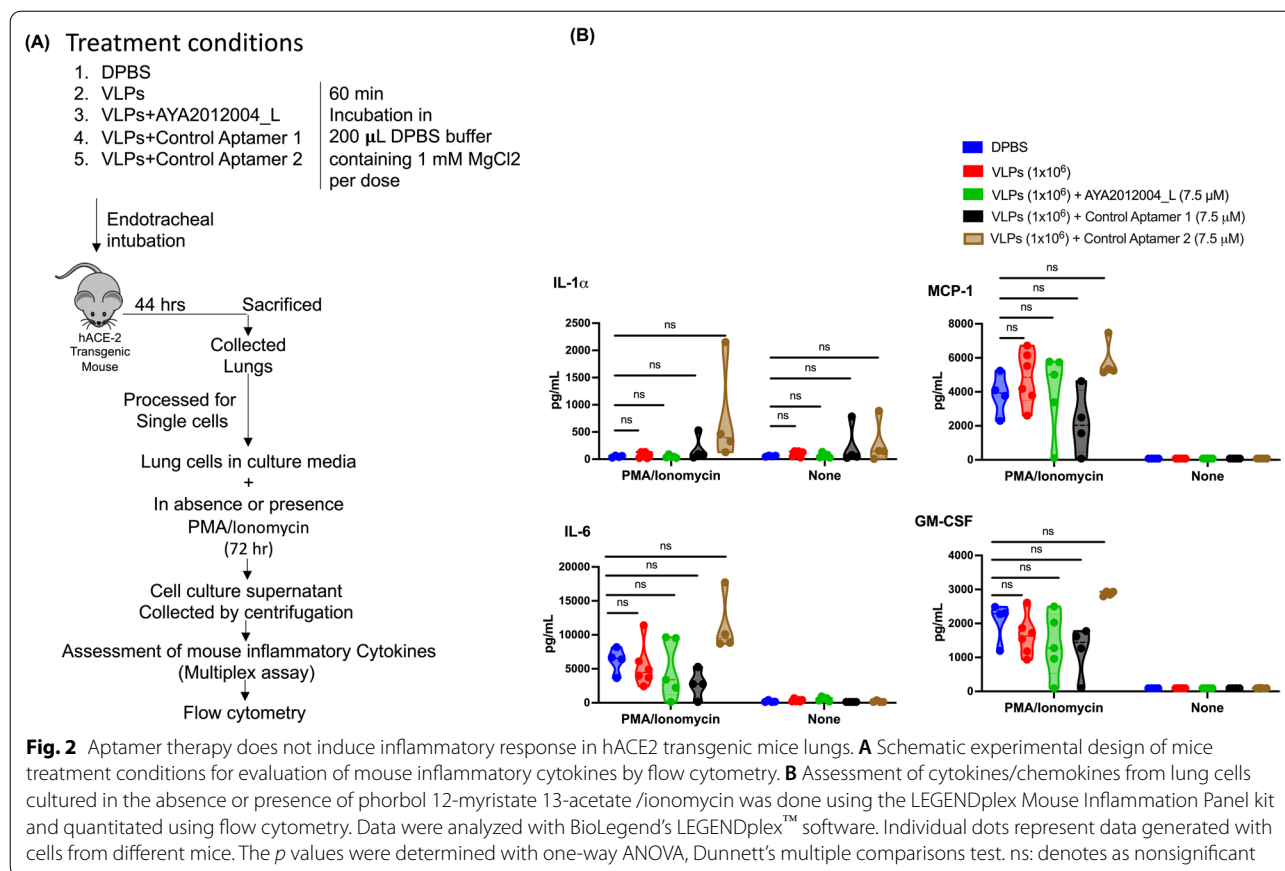 (A) Treatment conditions
1. DPBS
2. VLPs
3. VLPs+AYA2012004_L
4. VLPs+Control Aptamer 1
5. VLPs+Control Aptamer 2
60 min
Incubation in
200 μL DPBS buffer
containing 1 mM MgCl2
per dose
Endotracheal
intubation
hACE-2
Transgenic
Mouse
44 hrs
Sacrificed
Collected
Lungs
Processed for
Single cells
Lung cells in culture media
+
In absence or presence
PMA/Ionomycin
(72 hr)
Cell culture supernatant
Collected by centrifugation
Assessment of mouse inflammatory Cytokines
(Multiplex assay)
Flow cytometry
(B)
DPBS
VLPs (1x10⁶)
VLPs (1x10⁶) + AYA2012004_L (7.5 μM)
VLPs (1x10⁶) + Control Aptamer 1 (7.5 μM)
VLPs (1x10⁶) + Control Aptamer 2 (7.5 μM)
IL-1α
pg/mL
2500
2000
1500
1000
500
0
ns
ns
ns
ns
ns
ns
ns
ns
PMA/Ionomycin
None
MCP-1
pg/mL
8000
6000
4000
2000
0
ns
ns
ns
ns
PMA/Ionomycin
None
IL-6
pg/mL
20000
15000
10000
5000
0
ns
ns
ns
ns
PMA/Ionomycin
None
GM-CSF
pg/mL
4000
3000
2000
1000
0
ns
ns
ns
ns
PMA/Ionomycin
None
Fig. 2 Aptamer therapy does not induce inflammatory response in hACE2 transgenic mice lungs. A Schematic experimental design of mice
treatment conditions for evaluation of mouse inflammatory cytokines by flow cytometry. B Assessment of cytokines/chemokines from lung cells
cultured in the absence or presence of phorbol 12-myristate 13-acetate /ionomycin was done using the LEGENDplex Mouse Inflammation Panel kit
and quantitated using flow cytometry. Data were analyzed with BioLegend's LEGENDplex™ software. Individual dots represent data generated with
cells from different mice. The p values were determined with one-way ANOVA, Dunnett's multiple comparisons test. ns: denotes as nonsignificant